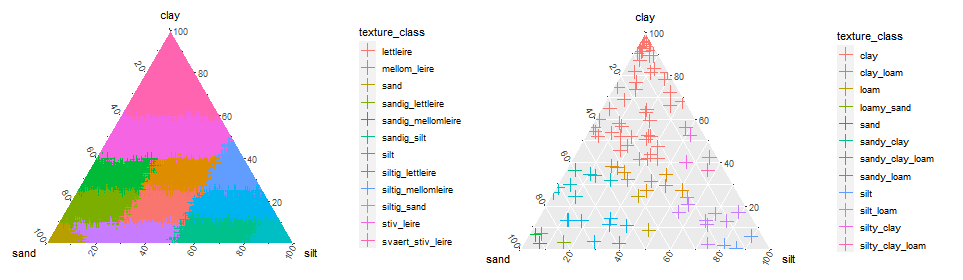 clay
100
80
60
40
20
20
40
60
80
100
sand
20
40
60
80
100
silt
texture_class
lettleire
mellom_leire
sand
sandig_lettleire
sandig_mellomleire
sandig_silt
silt
siltig_lettleire
siltig_mellomleire
siltig_sand
stiv_leire
svaert_stiv_leire
clay
100
80
60
40
20
20
40
60
80
100
sand
20
40
60
80
100
silt
texture_class
clay
clay_loam
loam
loamy_sand
sand
sandy_clay
sandy_clay_loam
sandy_loam
silt
silt_loam
silty_clay
silty_clay_loam